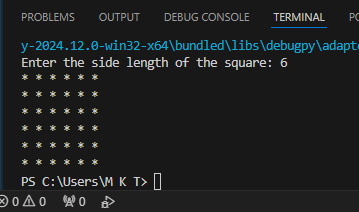 PROBLEMS OUTPUT DEBUG CONSOLE TERMINAL
y-2024.12.0-win32-x64\bundled\libs\debugpy\adapt
Enter the side length of the square: 6
* * * * * *
* * * * * *
* * * * * *
* * * * * *
* * * * * *
* * * * * *
PS C:\Users\M K T>
0 0 0